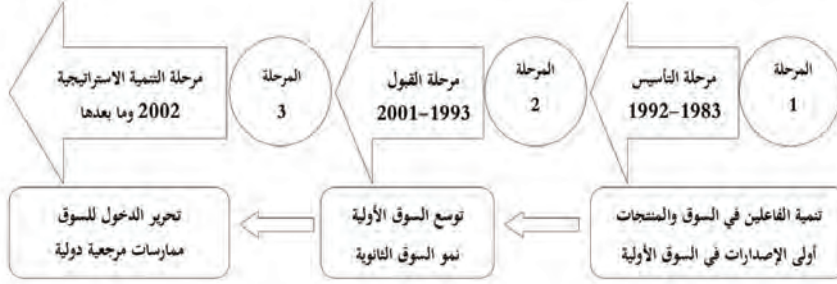 المرحلة
1
مرحلة التأسيس
1983–1992
المرحلة
2
مرحلة القبول
1993–2001
المرحلة
3
مرحلة التنمية الاستراتيجية
2002 وما بعدها
تنمية الفاعلين في السوق والمنتجات
أولى الإصدارات في السوق الأولية
توسع السوق الأولية
نمو السوق الثانوية
تحرير الدخول للسوق
ممارسات مرجعية دولية